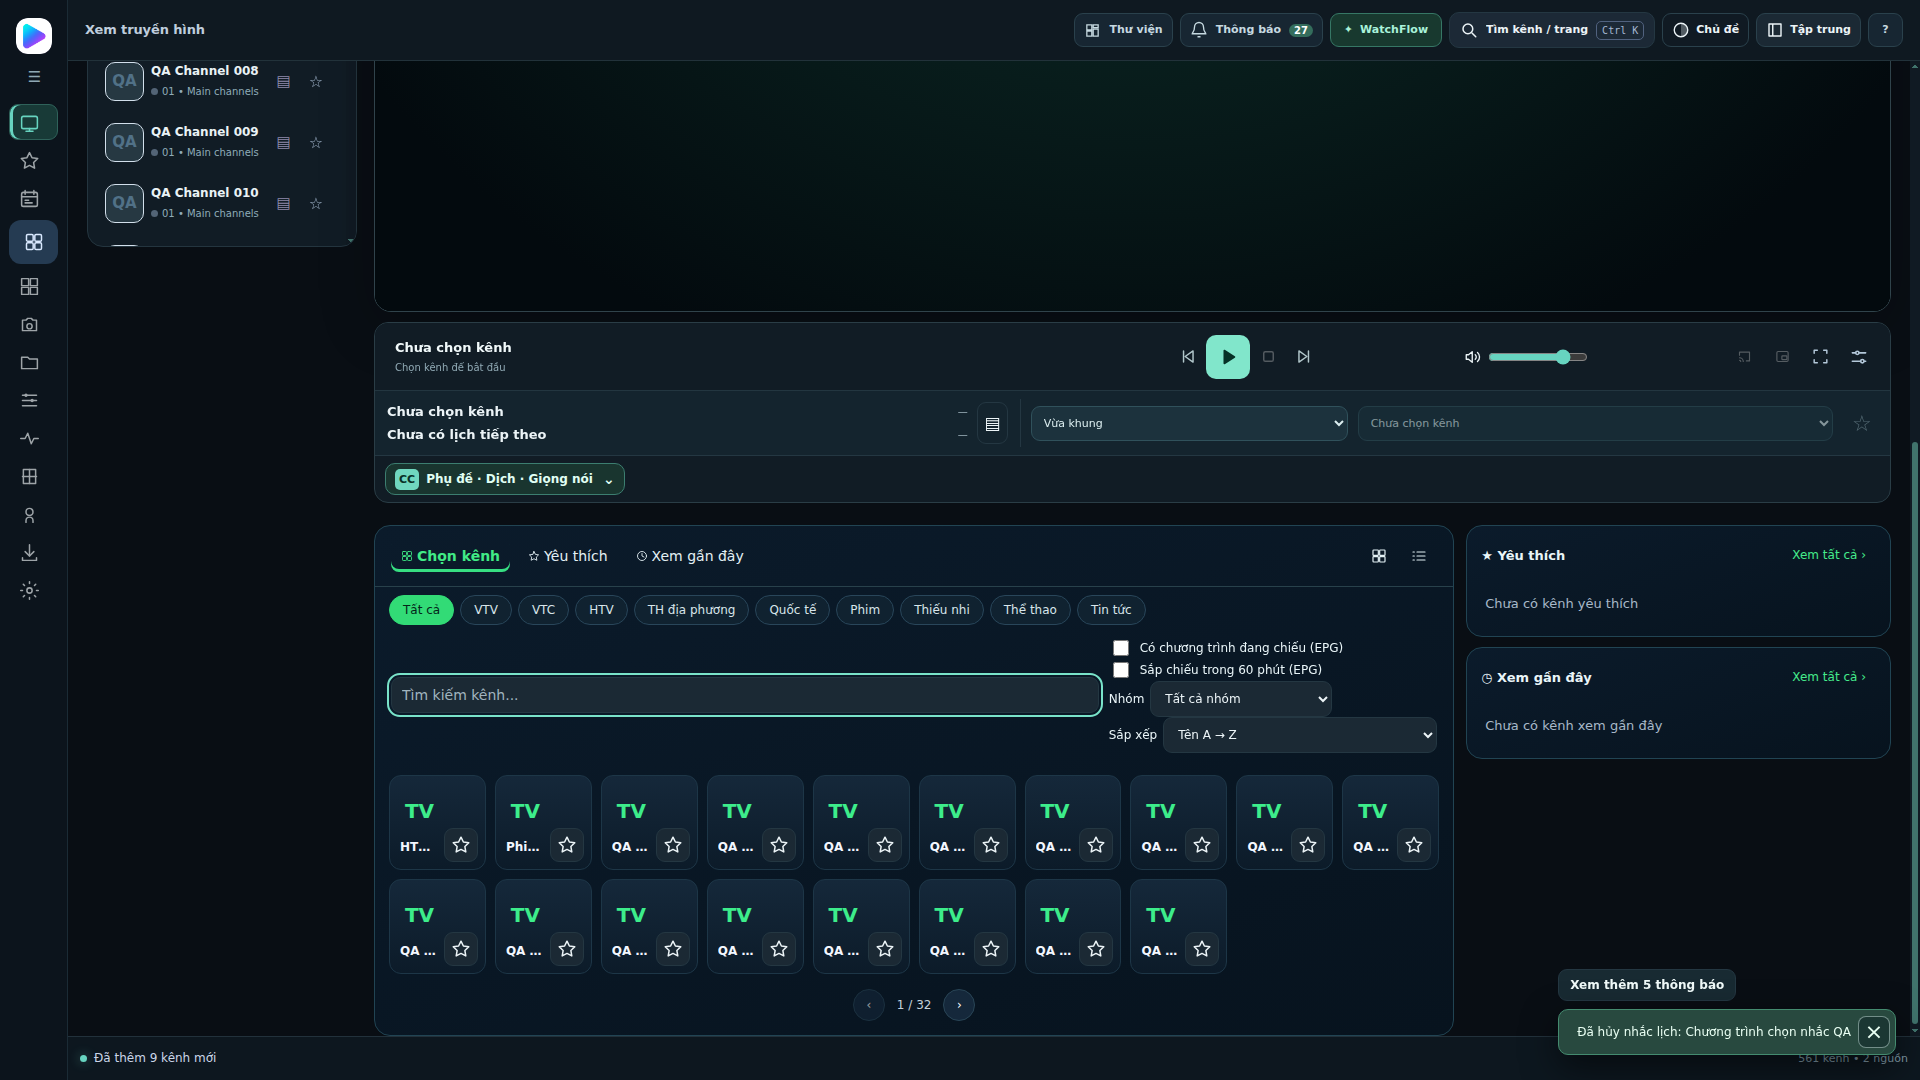 Xem truyền hình
Thư viện
Thông báo 27
WatchFlow
Tìm kênh / trang Ctrl K
Chủ đề
Tập trung
?
QA QA Channel 008
01 • Main channels
QA QA Channel 009
01 • Main channels
QA QA Channel 010
01 • Main channels
Chưa chọn kênh
Chọn kênh để bắt đầu
Chưa chọn kênh —
Chưa có lịch tiếp theo —
Vừa khung
Chưa chọn kênh
CC Phụ đề · Dịch · Giọng nói
Chọn kênh
Yêu thích
Xem gần đây
Tất cả
VTV
VTC
HTV
TH địa phương
Quốc tế
Phim
Thiếu nhi
Thể thao
Tin tức
Có chương trình đang chiếu (EPG)
Sắp chiếu trong 60 phút (EPG)
Tìm kiếm kênh...
Nhóm Tất cả nhóm
Sắp xếp Tên A → Z
TV TV TV TV TV TV TV TV TV TV
HT... Phi... QA ... QA ... QA ... QA ... QA ... QA ... QA ... QA ...
TV TV TV TV TV TV TV TV
QA ... QA ... QA ... QA ... QA ... QA ... QA ... QA ...
‹ 1 / 32 ›
★ Yêu thích Xem tất cả ›
Chưa có kênh yêu thích
Xem gần đây Xem tất cả ›
Chưa có kênh xem gần đây
Xem thêm 5 thông báo
Đã hủy nhắc lịch: Chương trình chọn nhắc QA
Đã thêm 9 kênh mới
561 kênh • 2 nguồn